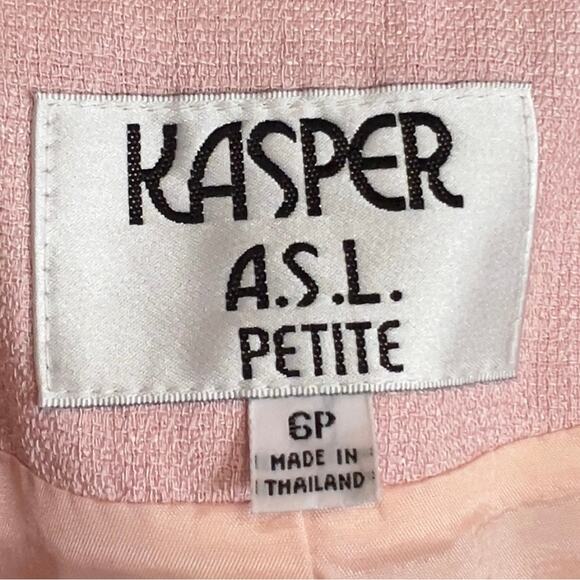 KASPER
A.S.L.
PETITE
6P
MADE IN
THAILAND